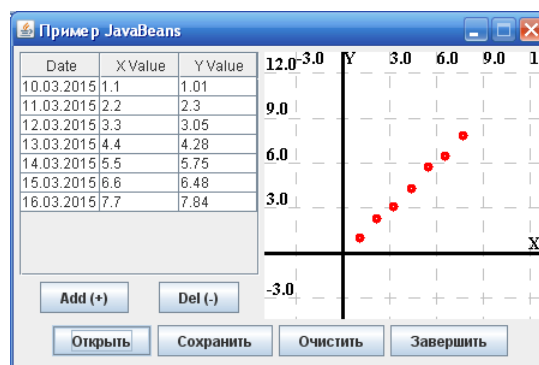 Пример JavaBeans
Date X Value Y Value
10.03.2015 1.1 1.01
11.03.2015 2.2 2.3
12.03.2015 3.3 3.05
13.03.2015 4.4 4.28
14.03.2015 5.5 5.75
15.03.2015 6.6 6.48
16.03.2015 7.7 7.84
-3.0 Y 3.0 6.0 9.0 1
12.0
9.0
6.0
3.0
X
-3.0
Add (+) Del (-)
Открыть Сохранить Очистить Завершить